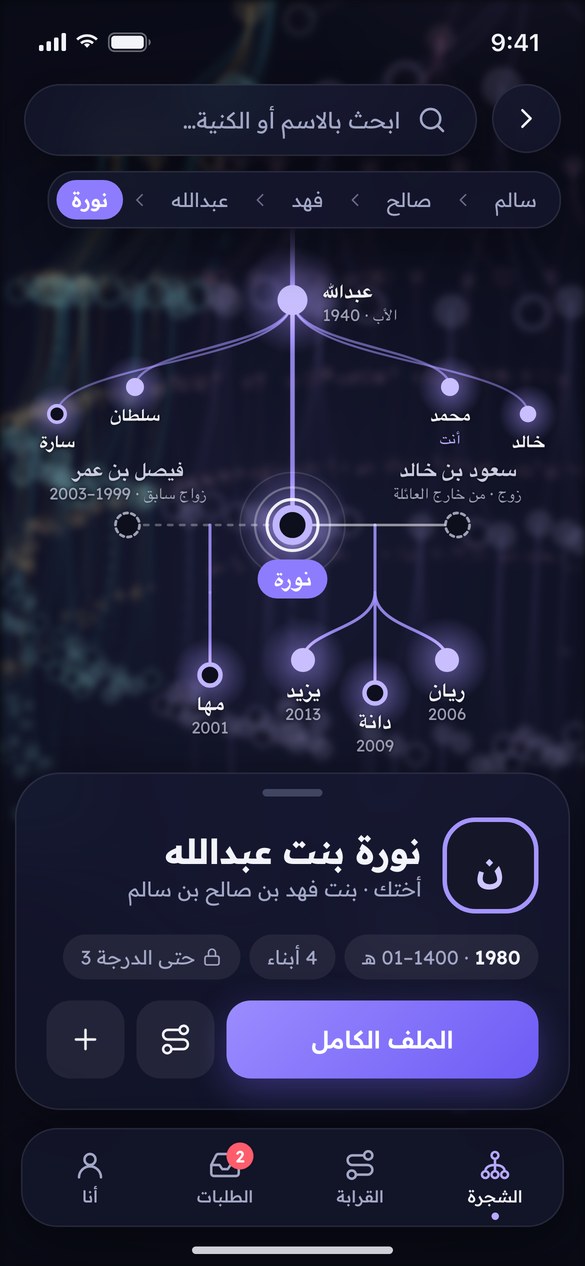 9:41
ابحث بالاسم أو الكنية...
سالم
صالح
فهد
عبدالله
نورة
عبدالله
الأب · 1940
محمد
أنت
سلطان
خالد
سارة
سعود بن خالد
زوج · من خارج العائلة
فيصل بن عمر
زواج سابق · 1999–2003
نورة
ريان
2006
دانة
2009
يزيد
2013
مها
2001
ن
نورة بنت عبدالله
أختك · بنت فهد بن صالح بن سالم
1980 · 1400–01 هـ
4 أبناء
حتى الدرجة 3
الملف الكامل
الشجرة
القرابة
2
الطلبات
أنا